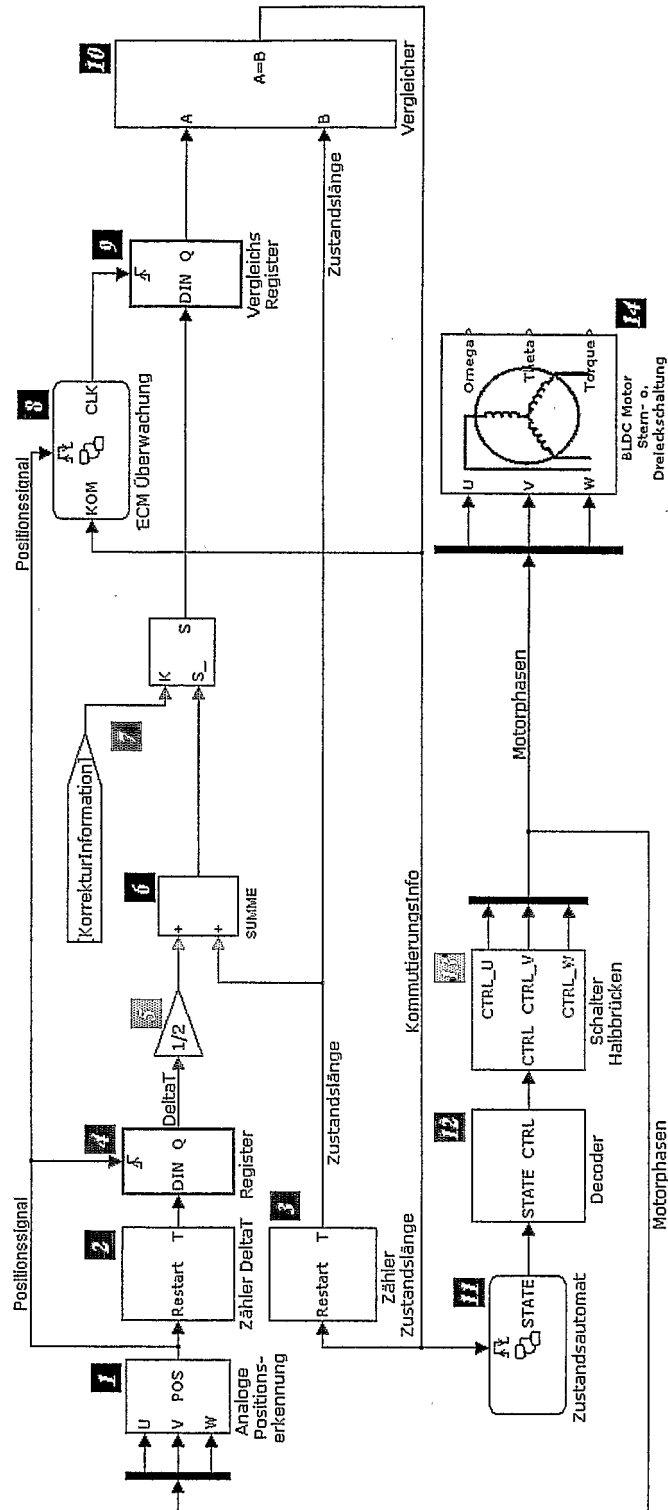 Positionssignal
Positionssignal
1
U
V POS
W
Analoge
Positions-
erkennung
2
Restart T
Zähler DeltaT
4
DIN Q
Register
DeltaT
5
1/2
6
+
+
SUMME
7
[KorrekturInformation]
K
S_
S
8
KOM CLK
ECM Überwachung
9
DIN Q
Vergleichs
Register
10
A
B
A=B
Vergleicher
3
Restart T
Zähler
Zustandslänge
Zustandslänge
Zustandslänge
KommutierungsInfo
11
STATE
Zustandsautomat
12
STATE CTRL
Decoder
CTRL_U
CTRL CTRL_V
CTRL_W
Schalter
Halbbrücken
Motorphasen
Motorphasen
14
U
V
W
Omega
Theta
Torque
BLDC Motor
Stern- o.
Dreieckschaltung